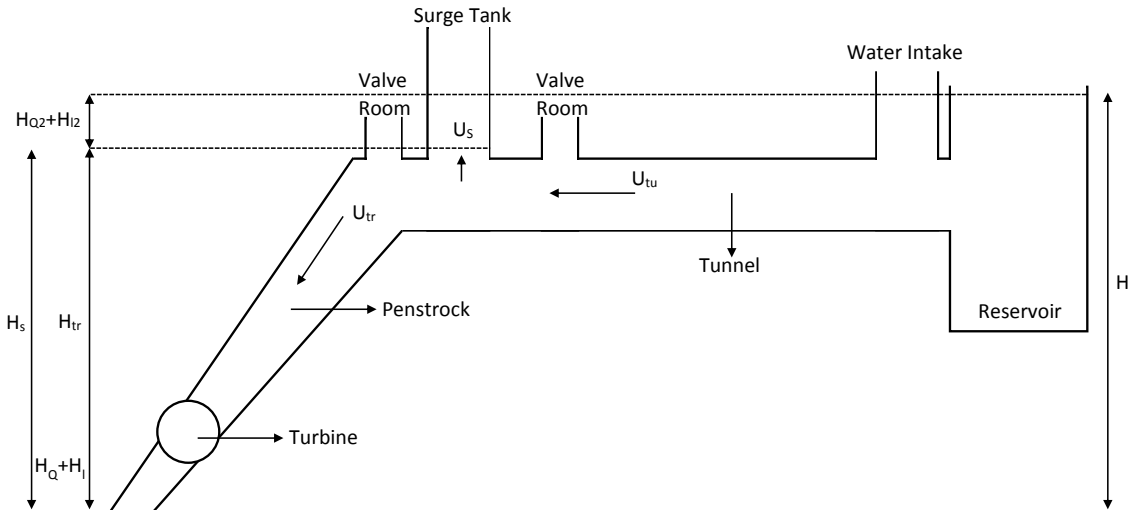 Surge Tank
Water Intake
Valve
Room
Valve
Room
H_Q2+H_l2
U_S
U_tu
U_tr
Tunnel
H
Penstrock
Reservoir
H_s
H_tr
Turbine
H_Q+H_l